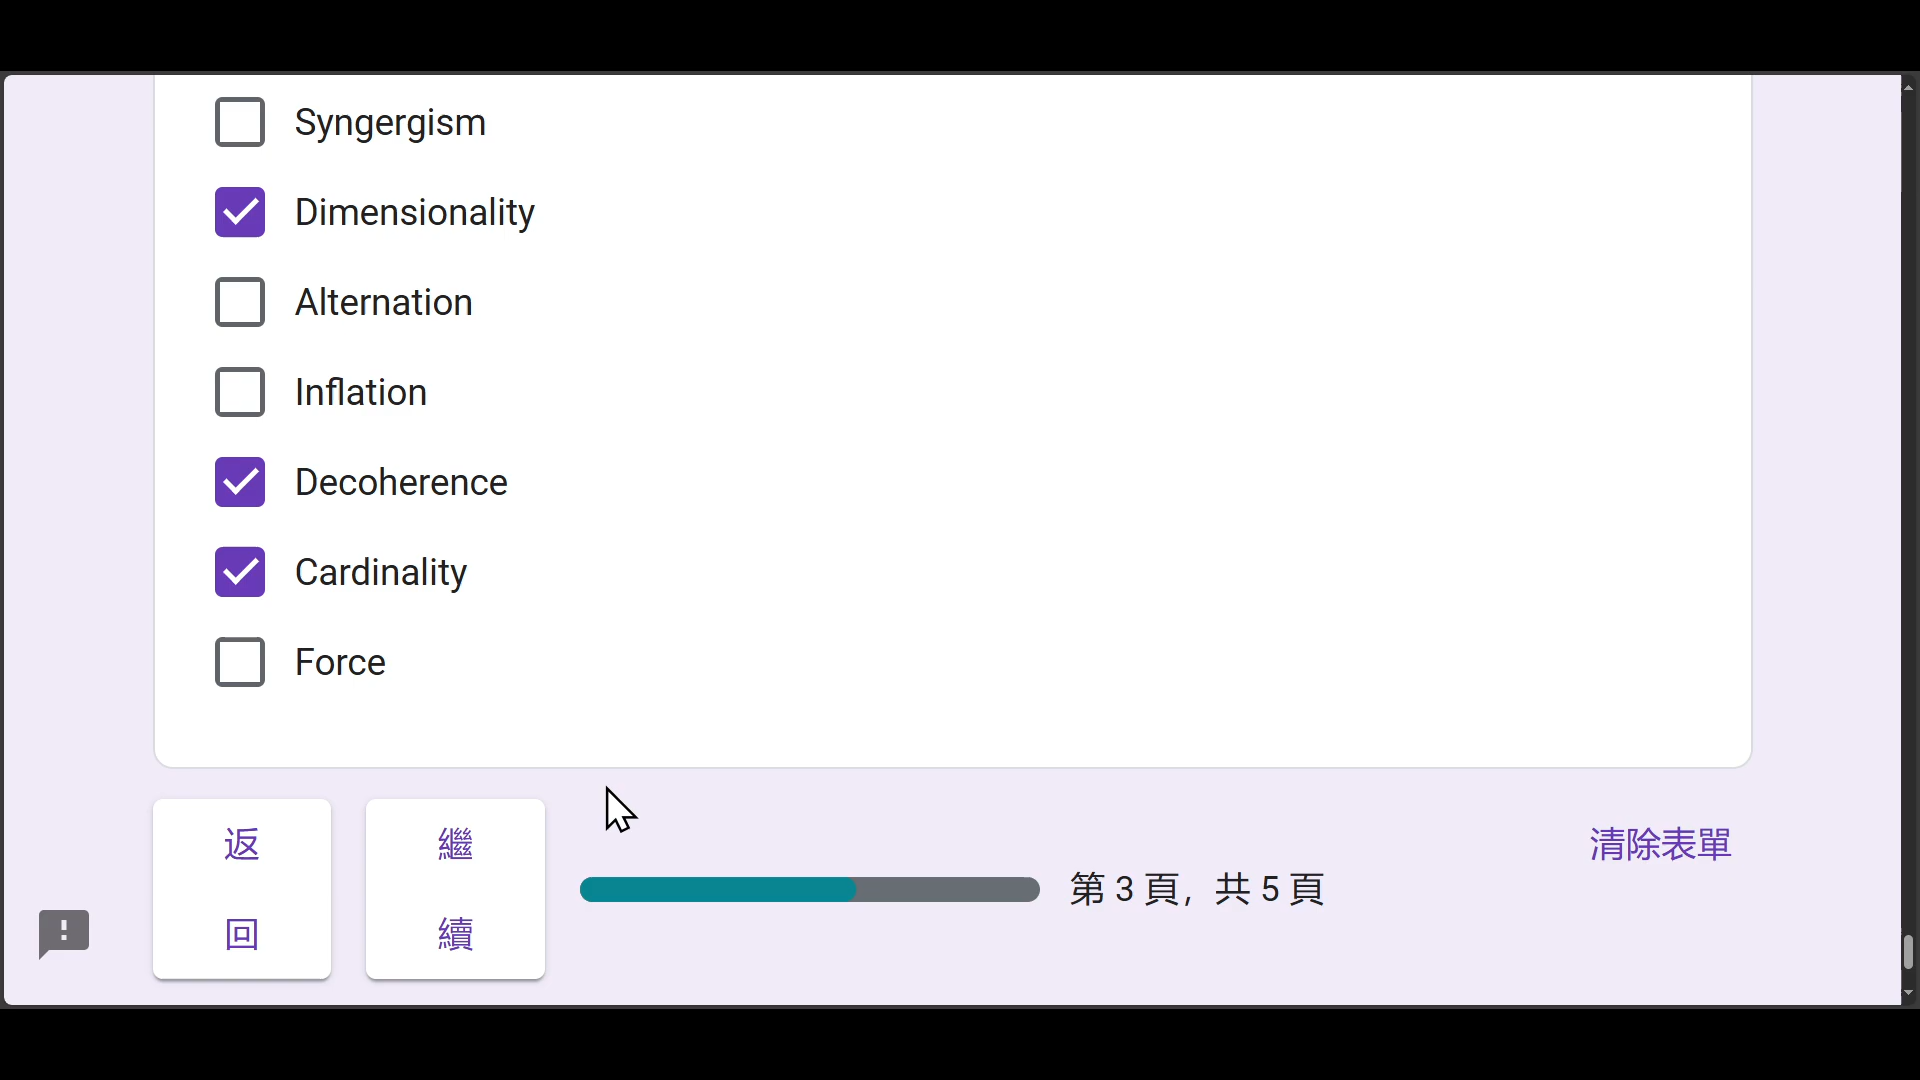 Syngergism
Dimensionality
Alternation
Inflation
Decoherence
Cardinality
Force
返回
繼續
第 3 頁，共 5 頁
清除表單